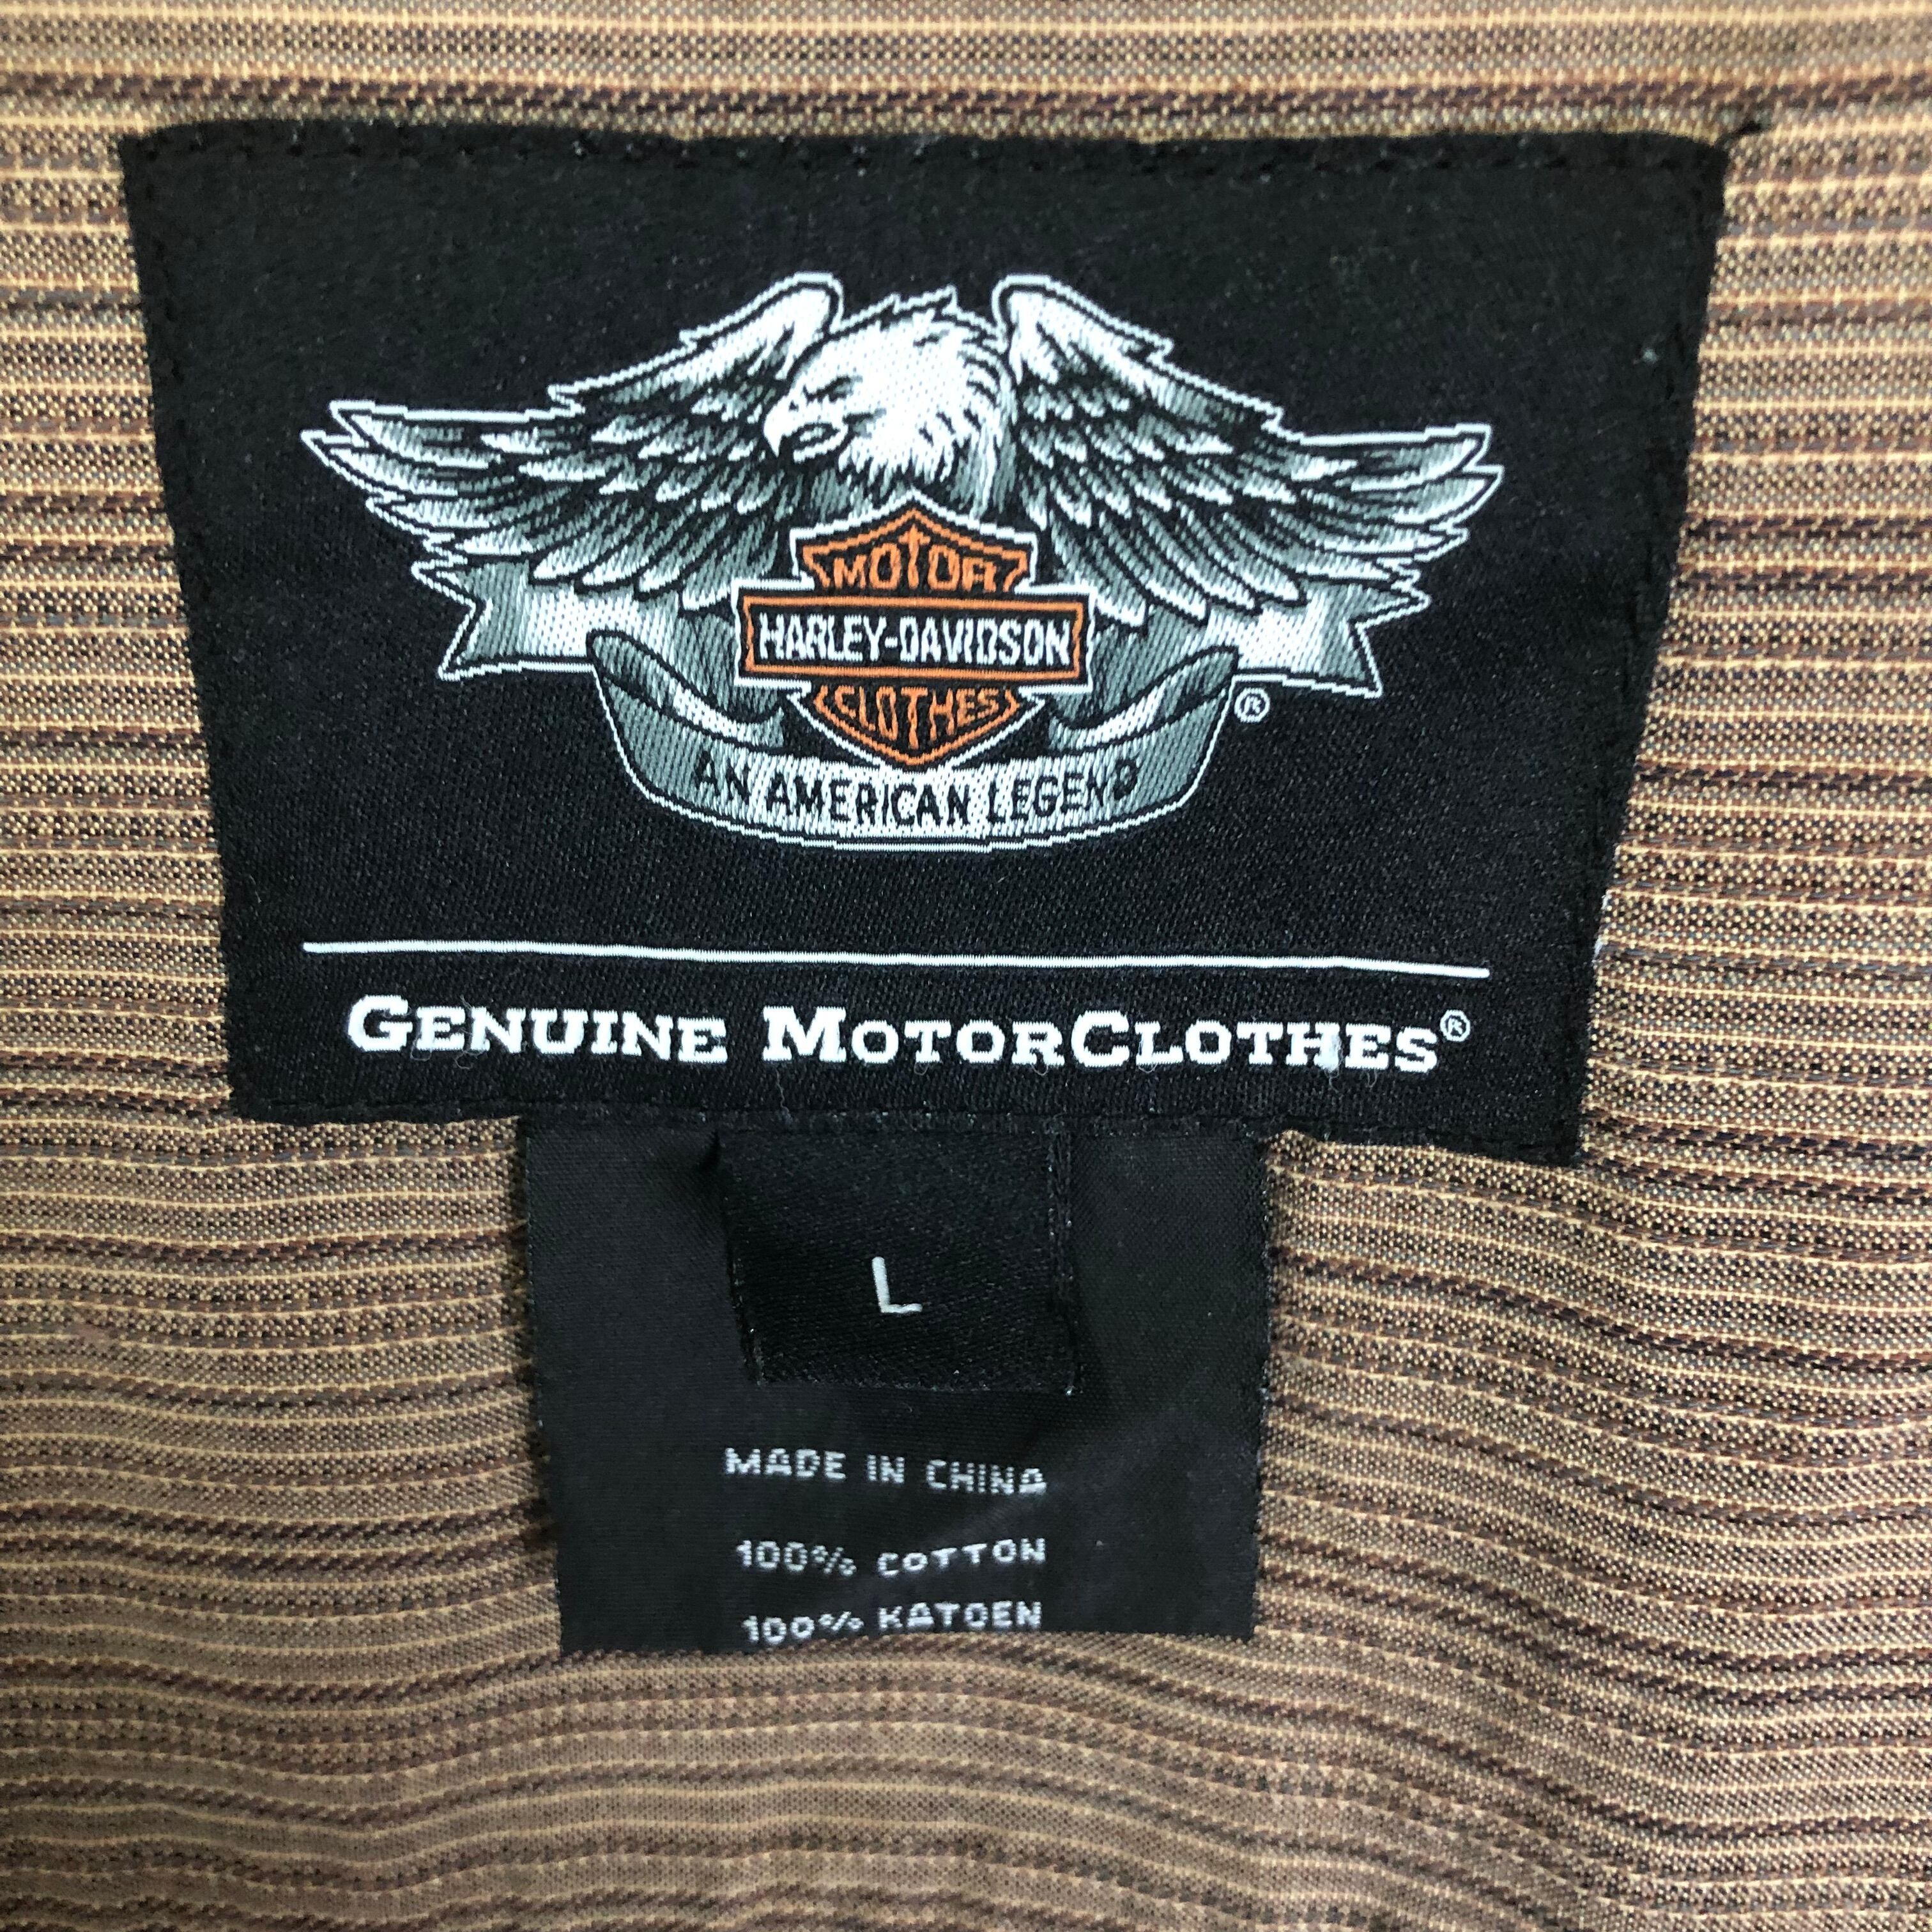 MOTOR
HARLEY-DAVIDSON
CLOTHES
AN AMERICAN LEGEND
®
GENUINE MOTORCLOTHES®
L
MADE IN CHINA
100% COTTON
100% KATOEN